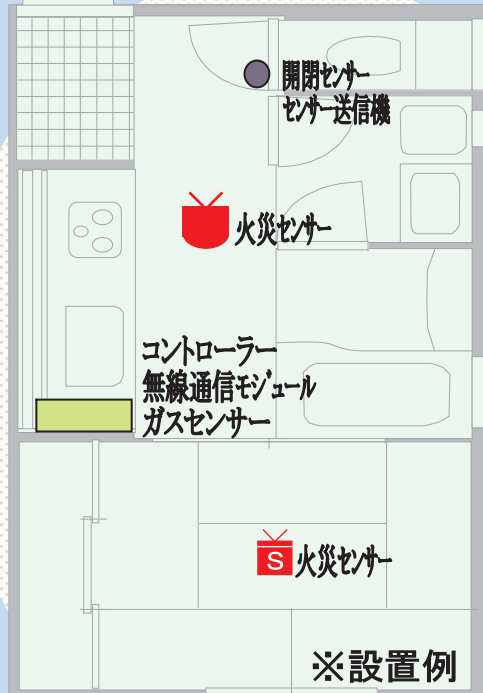 開閉センサー
センサー送信機
火災センサー
コントローラー
無線通信モジュール
ガスセンサー
S 火災センサー
※設置例